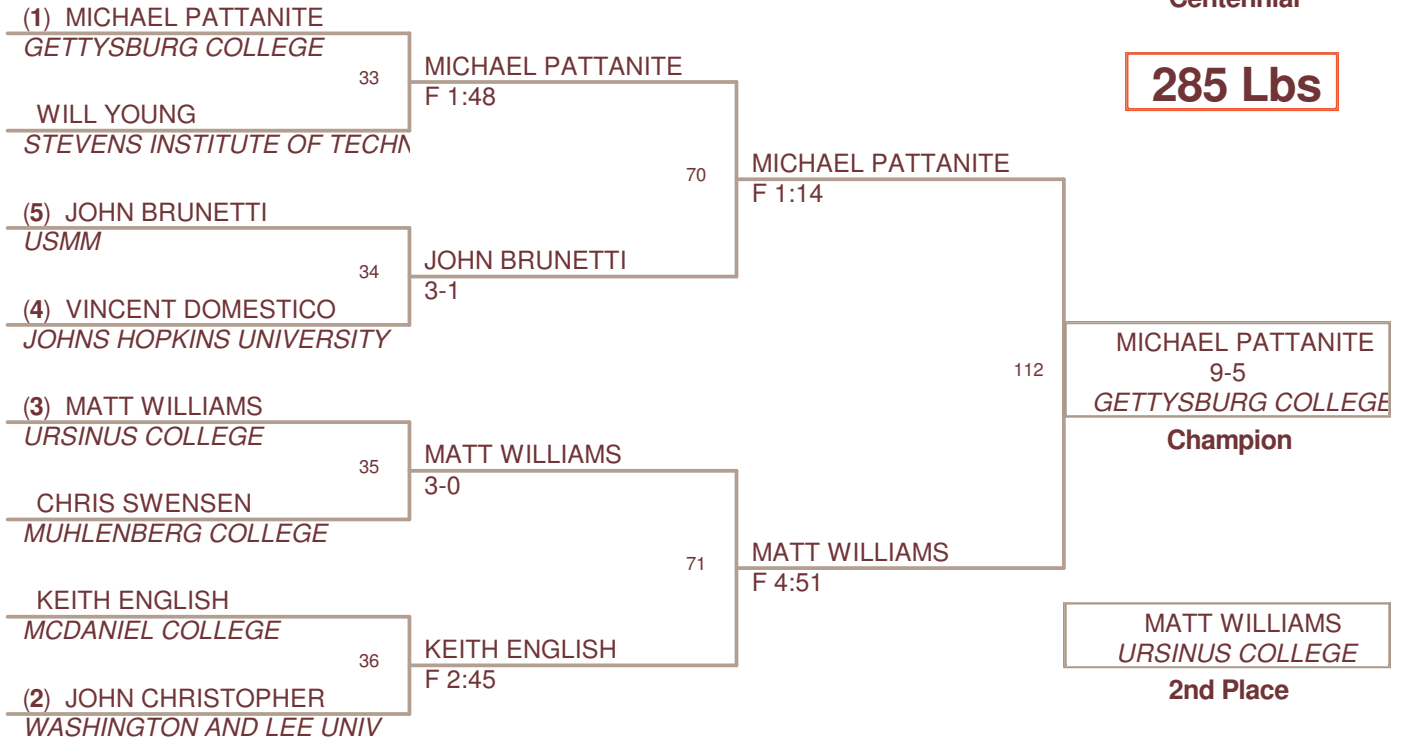 Centennial
285 Lbs
(1) MICHAEL PATTANITE
GETTYSBURG COLLEGE
33
WILL YOUNG
STEVENS INSTITUTE OF TECHN
MICHAEL PATTANITE
F 1:48
(5) JOHN BRUNETTI
USMM
34
(4) VINCENT DOMESTICO
JOHNS HOPKINS UNIVERSITY
JOHN BRUNETTI
3-1
70
MICHAEL PATTANITE
F 1:14
(3) MATT WILLIAMS
URSINUS COLLEGE
35
CHRIS SWENSEN
MUHLENBERG COLLEGE
MATT WILLIAMS
3-0
KEITH ENGLISH
MCDANIEL COLLEGE
36
(2) JOHN CHRISTOPHER
WASHINGTON AND LEE UNIV
KEITH ENGLISH
F 2:45
71
MATT WILLIAMS
F 4:51
112
MICHAEL PATTANITE
9-5
GETTYSBURG COLLEGE
Champion
MATT WILLIAMS
URSINUS COLLEGE
2nd Place